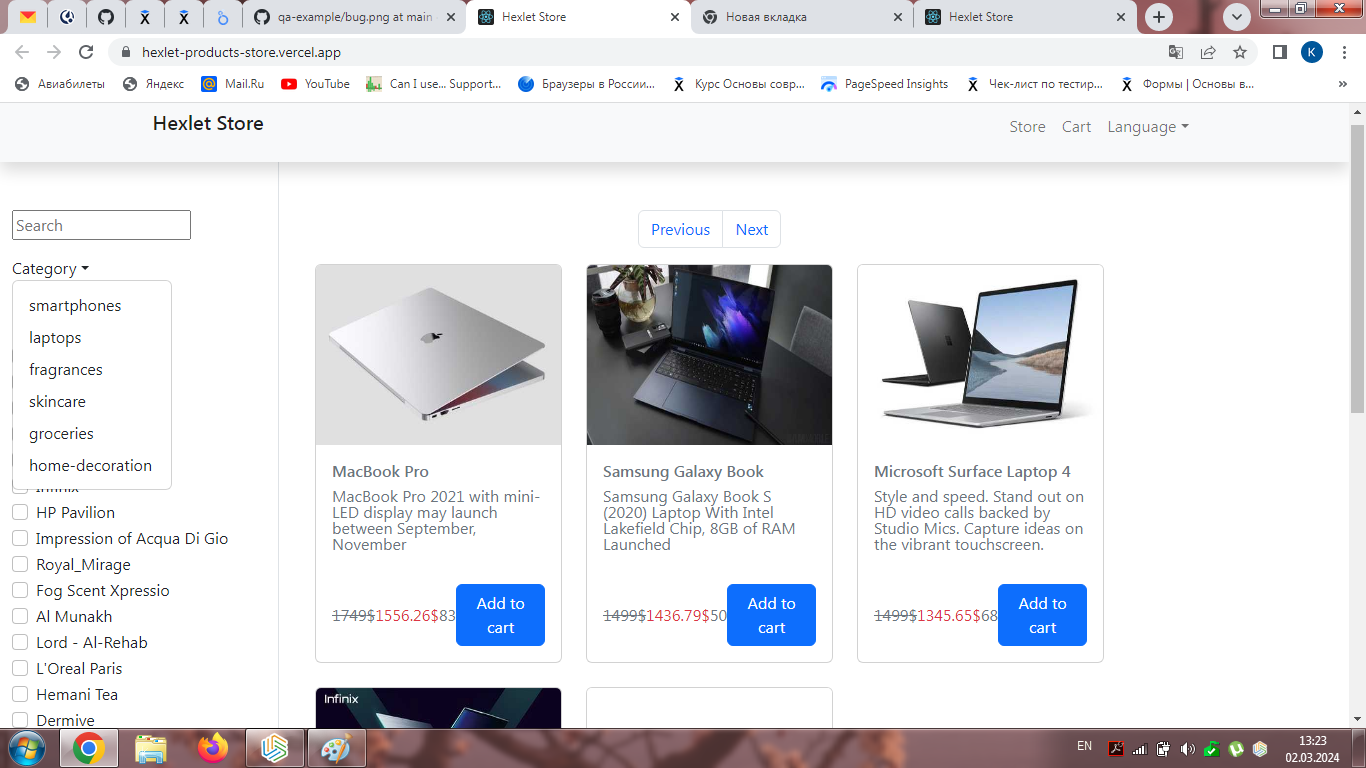 qa-example/bug.png at main
Hexlet Store
Новая вкладка
Hexlet Store
hexlet-products-store.vercel.app
K
Авиабилеты
Яндекс
Mail.Ru
YouTube
Can I use... Support...
Браузеры в России...
Курс Основы совр...
PageSpeed Insights
Чек-лист по тестир...
Формы | Основы в...
»
Hexlet Store
Store
Cart
Language
Search
Category
smartphones
laptops
fragrances
skincare
groceries
home-decoration
Infinix
HP Pavilion
Impression of Acqua Di Gio
Royal_Mirage
Fog Scent Xpressio
Al Munakh
Lord - Al-Rehab
L'Oreal Paris
Hemani Tea
Dermive
Previous
Next
MacBook Pro
MacBook Pro 2021 with mini-
LED display may launch
between September,
November
1749$1556.26$83
Add to
cart
Samsung Galaxy Book
Samsung Galaxy Book S
(2020) Laptop With Intel
Lakefield Chip, 8GB of RAM
Launched
1499$1436.79$50
Add to
cart
Microsoft Surface Laptop 4
Style and speed. Stand out on
HD video calls backed by
Studio Mics. Capture ideas on
the vibrant touchscreen.
1499$1345.65$68
Add to
cart
Infinix
EN
13:23
02.03.2024